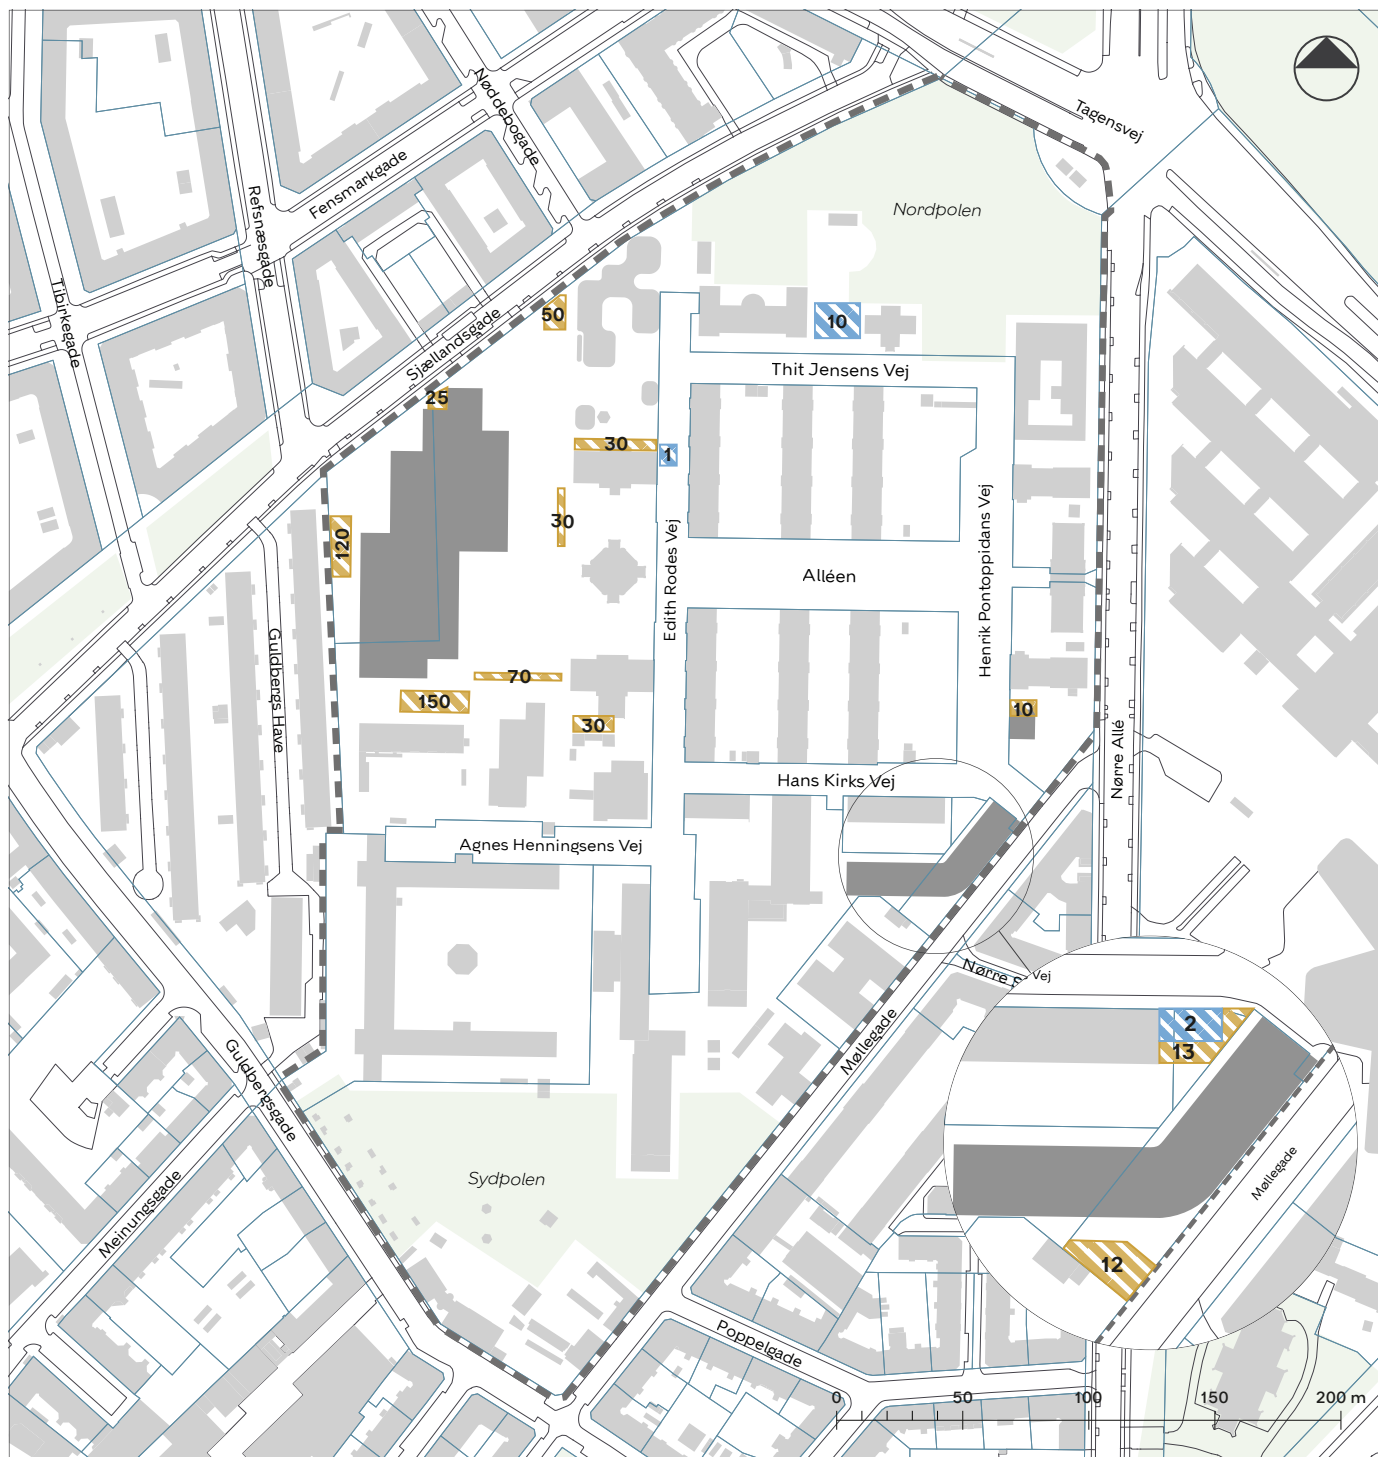 Tagensvej
Nøddebogade
Fensmarkgade
Refsnæsgade
Tibirkegade
Nordpolen
Sjællandsgade
50
10
Thit Jensens Vej
25
30
1
30
120
Edith Rodes Vej
Alléen
Henrik Pontoppidans Vej
Guldbergs Have
70
150
30
10
Nørre Allé
Hans Kirks Vej
Agnes Henningsens Vej
Nørre
Vej
Møllegade
2
13
Guldbergsgade
Sydpolen
Meinungsgade
Møllegade
12
Poppelgade
0 50 100 150 200 m